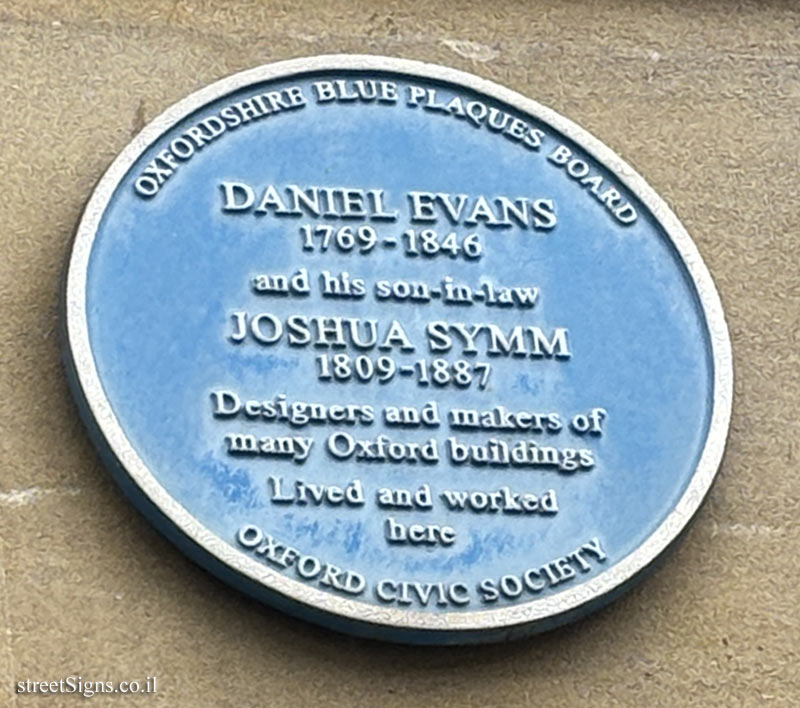 OXFORDSHIRE BLUE PLAQUES BOARD
DANIEL EVANS
1769-1846
and his son-in-law
JOSHUA SYMM
1809-1887
Designers and makers of
many Oxford buildings
Lived and worked
here
OXFORD CIVIC SOCIETY
streetSigns.co.il